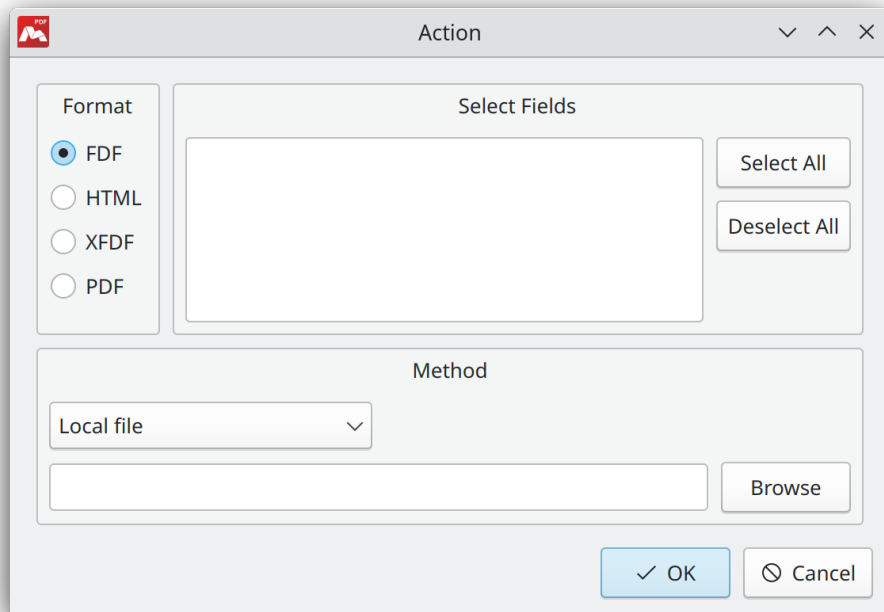 PDF
Action
Format
Select Fields
FDF
HTML
XFDF
PDF
Select All
Deselect All
Method
Local file
Browse
OK
Cancel